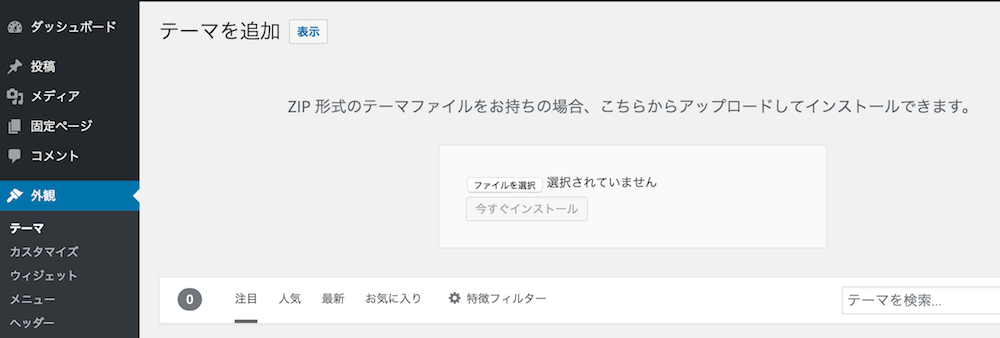 ダッシュボード
投稿
メディア
固定ページ
コメント
外観
テーマ
カスタマイズ
ウィジェット
メニュー
ヘッダー
テーマを追加 表示
ZIP 形式のテーマファイルをお持ちの場合、こちらからアップロードしてインストールできます。
ファイルを選択 選択されていません
今すぐインストール
0 注目 人気 最新 お気に入り 特徴フィルター テーマを検索...